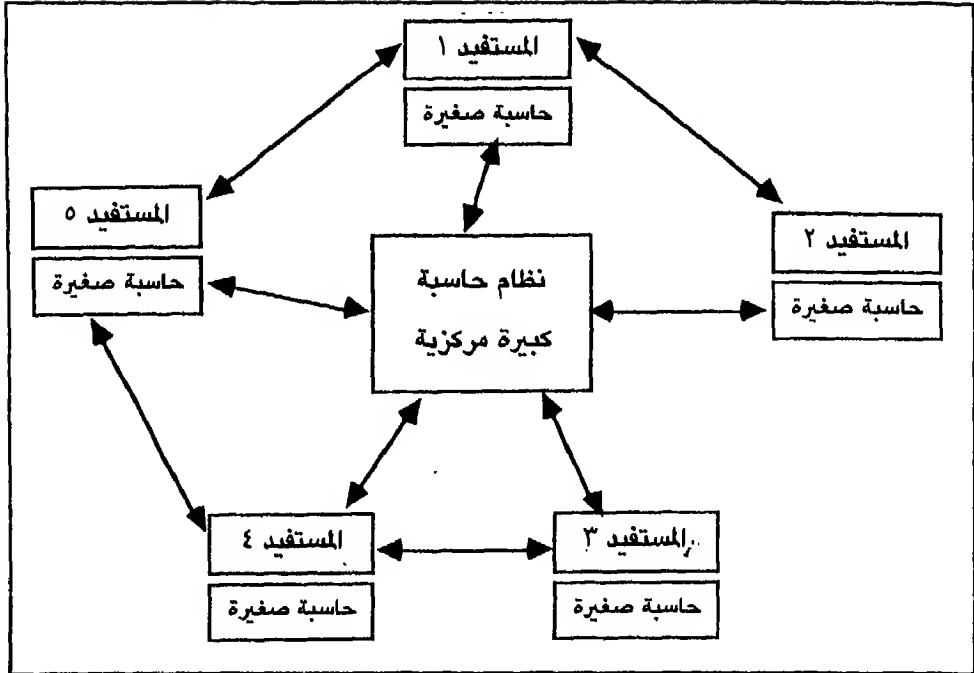 المستفيد ١
حاسبة صغيرة
المستفيد ٥
حاسبة صغيرة
المستفيد ٢
حاسبة صغيرة
نظام حاسبة
كبيرة مركزية
المستفيد ٤
حاسبة صغيرة
المستفيد ٣
حاسبة صغيرة